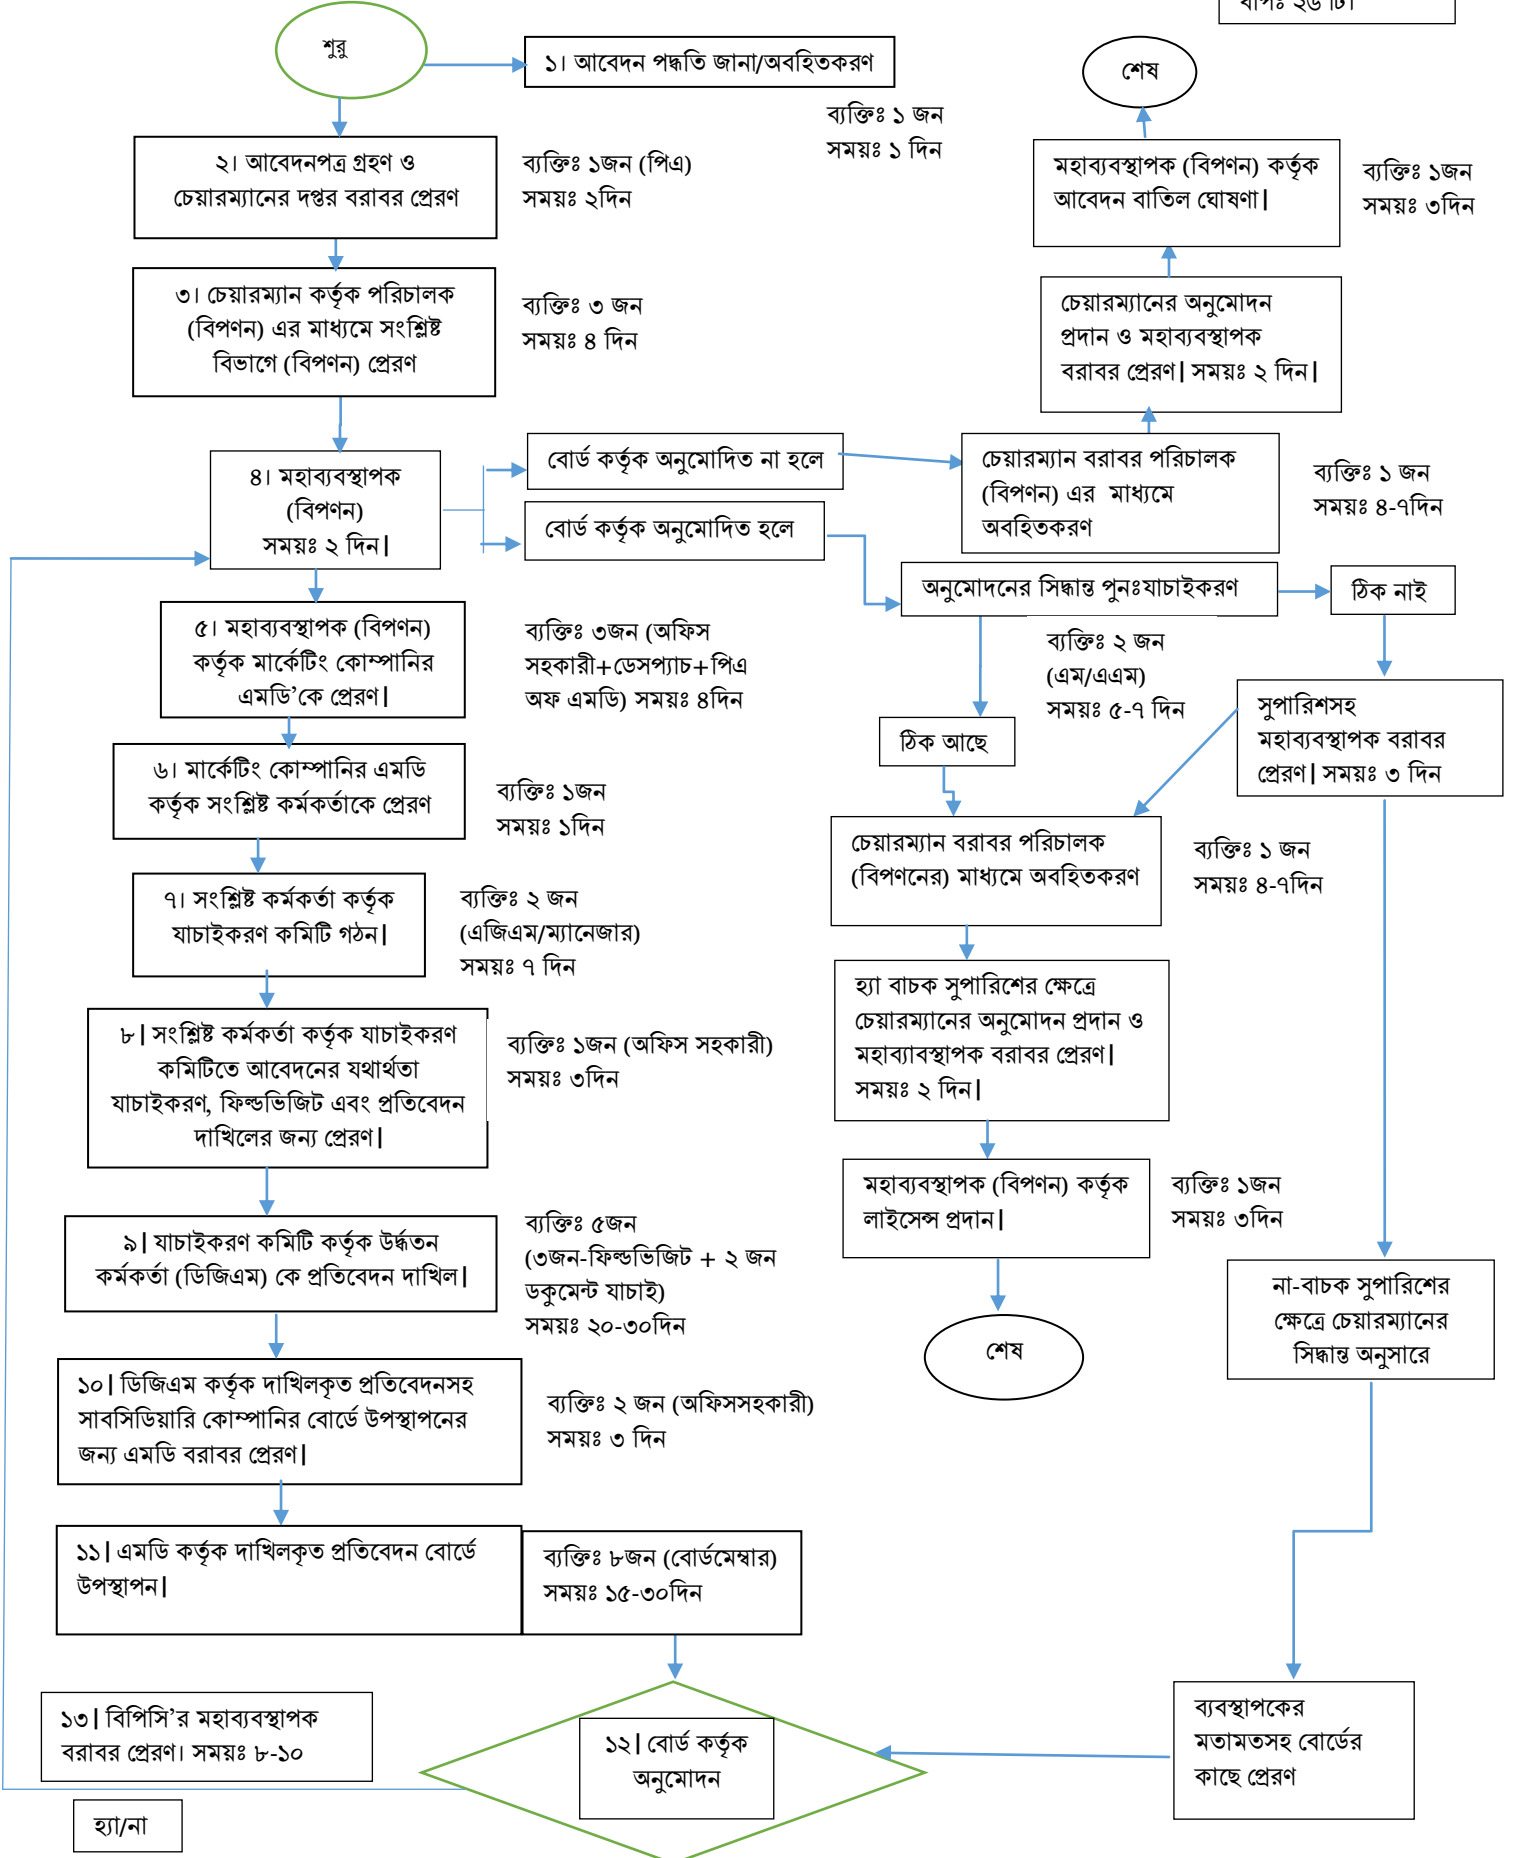 ধাপঃ ২৬ টি।
শুরু
১। আবেদন পদ্ধতি জানা/অবহিতকরণ
ব্যক্তিঃ ১ জন
সময়ঃ ১ দিন
২। আবেদনপত্র গ্রহণ ও
চেয়ারম্যানের দপ্তর বরাবর প্রেরণ
ব্যক্তিঃ ১জন (পিএ)
সময়ঃ ২দিন
৩। চেয়ারম্যান কর্তৃক পরিচালক
(বিপণন) এর মাধ্যমে সংশ্লিষ্ট
বিভাগে (বিপণন) প্রেরণ
ব্যক্তিঃ ৩ জন
সময়ঃ ৪ দিন
৪। মহাব্যবস্থাপক
(বিপণন)
সময়ঃ ২ দিন|
বোর্ড কর্তৃক অনুমোদিত না হলে
বোর্ড কর্তৃক অনুমোদিত হলে
৫। মহাব্যবস্থাপক (বিপণন)
কর্তৃক মার্কেটিং কোম্পানির
এমডি’কে প্রেরণ|
ব্যক্তিঃ ৩জন (অফিস
সহকারী+ডেসপ্যাচ+পিএ
অফ এমডি) সময়ঃ ৪দিন
৬। মার্কেটিং কোম্পানির এমডি
কর্তৃক সংশ্লিষ্ট কর্মকর্তাকে প্রেরণ
ব্যক্তিঃ ১জন
সময়ঃ ১দিন
৭। সংশ্লিষ্ট কর্মকর্তা কর্তৃক
যাচাইকরণ কমিটি গঠন|
ব্যক্তিঃ ২ জন
(এজিএম/ম্যানেজার)
সময়ঃ ৭ দিন
৮| সংশ্লিষ্ট কর্মকর্তা কর্তৃক যাচাইকরণ
কমিটিতে আবেদনের যথার্থতা
যাচাইকরণ, ফিল্ডভিজিট এবং প্রতিবেদন
দাখিলের জন্য প্রেরণ|
ব্যক্তিঃ ১জন (অফিস সহকারী)
সময়ঃ ৩দিন
৯| যাচাইকরণ কমিটি কর্তৃক উর্দ্ধতন
কর্মকর্তা (ডিজিএম) কে প্রতিবেদন দাখিল|
ব্যক্তিঃ ৫জন
(৩জন-ফিল্ডভিজিট + ২ জন
ডকুমেন্ট যাচাই)
সময়ঃ ২০-৩০দিন
১০| ডিজিএম কর্তৃক দাখিলকৃত প্রতিবেদনসহ
সাবসিডিয়ারি কোম্পানির বোর্ডে উপস্থাপনের
জন্য এমডি বরাবর প্রেরণ|
ব্যক্তিঃ ২ জন (অফিসসহকারী)
সময়ঃ ৩ দিন
১১| এমডি কর্তৃক দাখিলকৃত প্রতিবেদন বোর্ডে
উপস্থাপন|
ব্যক্তিঃ ৮জন (বোর্ডমেম্বার)
সময়ঃ ১৫-৩০দিন
১২| বোর্ড কর্তৃক
অনুমোদন
১৩| বিপিসি’র মহাব্যবস্থাপক
বরাবর প্রেরণ। সময়ঃ ৮-১০
হ্যা/না
শেষ
মহাব্যবস্থাপক (বিপণন) কর্তৃক
আবেদন বাতিল ঘোষণা|
ব্যক্তিঃ ১জন
সময়ঃ ৩দিন
চেয়ারম্যানের অনুমোদন
প্রদান ও মহাব্যবস্থাপক
বরাবর প্রেরণ| সময়ঃ ২ দিন|
চেয়ারম্যান বরাবর পরিচালক
(বিপণন) এর মাধ্যমে
অবহিতকরণ
ব্যক্তিঃ ১ জন
সময়ঃ ৪-৭দিন
অনুমোদনের সিদ্ধান্ত পুনঃযাচাইকরণ
ঠিক নাই
ব্যক্তিঃ ২ জন
(এম/এএম)
সময়ঃ ৫-৭ দিন
ঠিক আছে
সুপারিশসহ
মহাব্যবস্থাপক বরাবর
প্রেরণ| সময়ঃ ৩ দিন
চেয়ারম্যান বরাবর পরিচালক
(বিপণনের) মাধ্যমে অবহিতকরণ
ব্যক্তিঃ ১ জন
সময়ঃ ৪-৭দিন
হ্যা বাচক সুপারিশের ক্ষেত্রে
চেয়ারম্যানের অনুমোদন প্রদান ও
মহাব্যাবস্থাপক বরাবর প্রেরণ|
সময়ঃ ২ দিন|
মহাব্যবস্থাপক (বিপণন) কর্তৃক
লাইসেন্স প্রদান|
ব্যক্তিঃ ১জন
সময়ঃ ৩দিন
শেষ
না-বাচক সুপারিশের
ক্ষেত্রে চেয়ারম্যানের
সিদ্ধান্ত অনুসারে
ব্যবস্থাপকের
মতামতসহ বোর্ডের
কাছে প্রেরণ